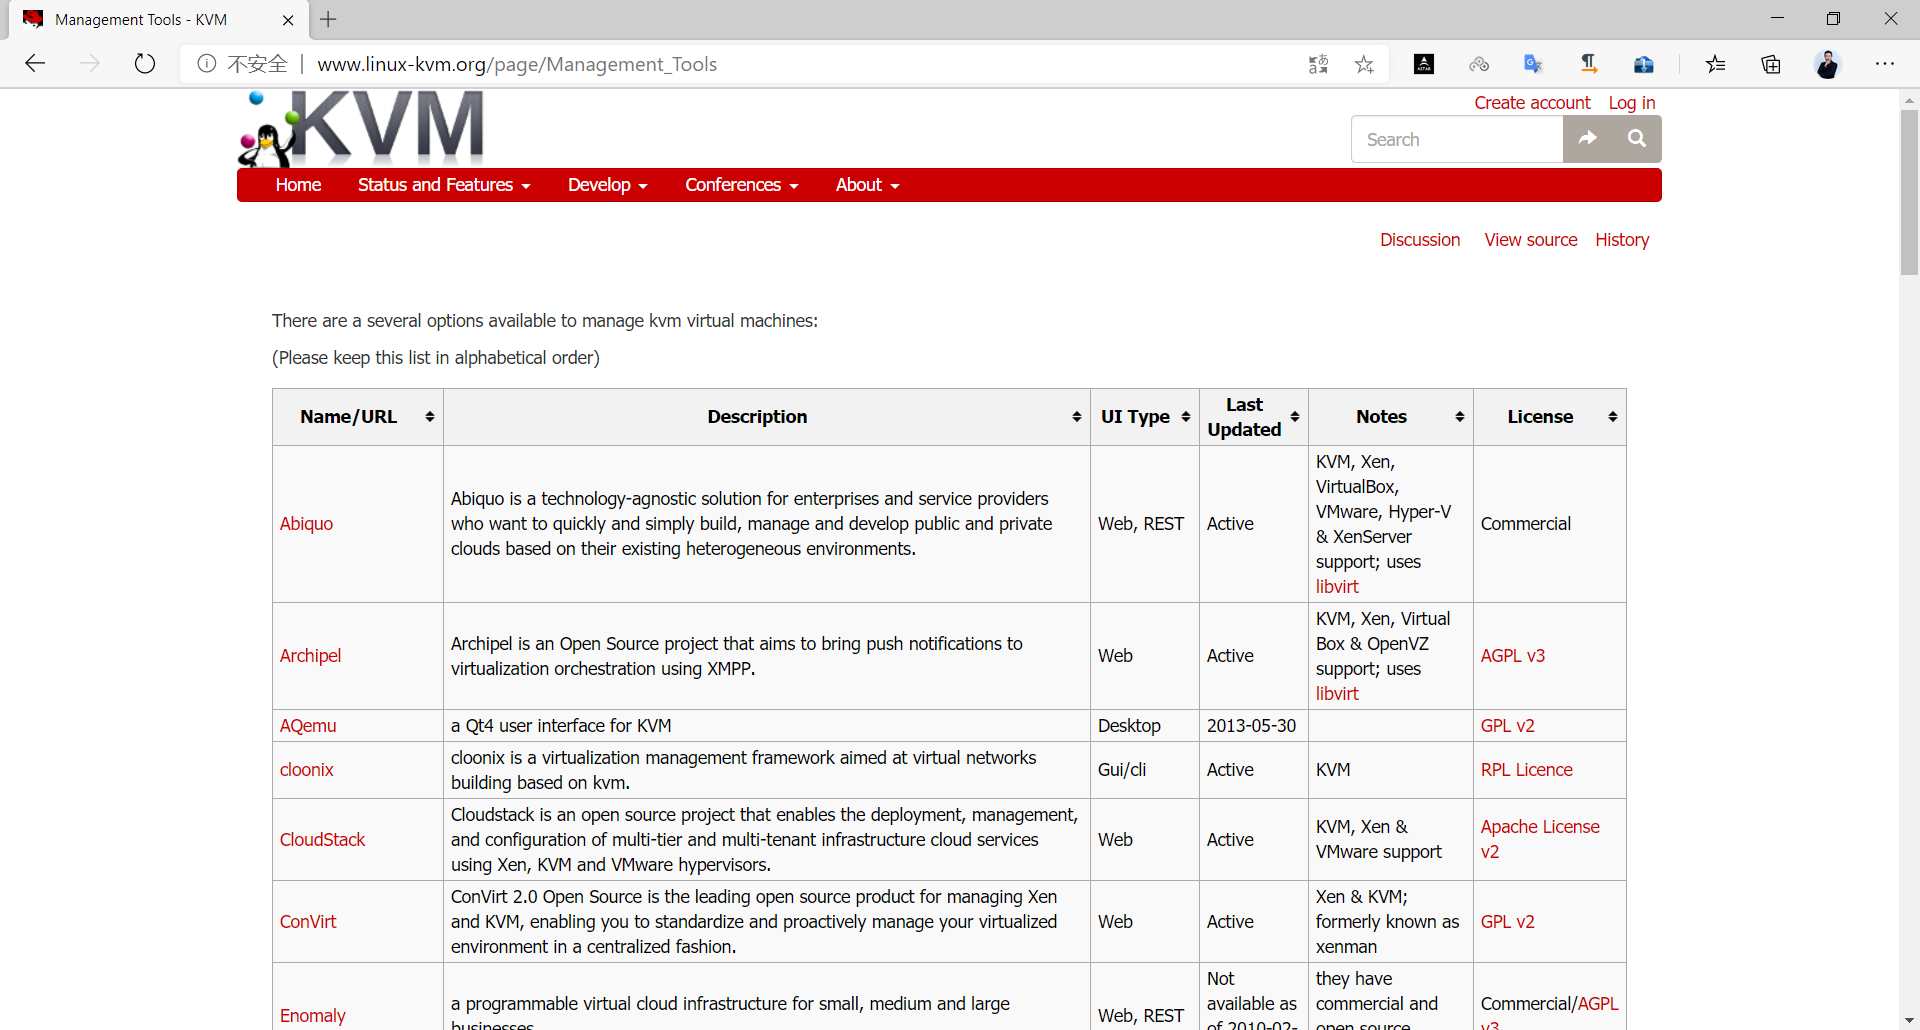 Management Tools - KVM
不安全 | www.linux-kvm.org/page/Management_Tools
KVM
Create account Log in
Search
Home Status and Features Develop Conferences About
Discussion View source History
There are a several options available to manage kvm virtual machines:
(Please keep this list in alphabetical order)
Name/URL Description UI Type Last Updated Notes License
Abiquo
Abiquo is a technology-agnostic solution for enterprises and service providers
who want to quickly and simply build, manage and develop public and private
clouds based on their existing heterogeneous environments.
Web, REST
Active
KVM, Xen,
VirtualBox,
VMware, Hyper-V
& XenServer
support; uses
libvirt
Commercial
Archipel
Archipel is an Open Source project that aims to bring push notifications to
virtualization orchestration using XMPP.
Web
Active
KVM, Xen, Virtual
Box & OpenVZ
support; uses
libvirt
AGPL v3
AQemu
a Qt4 user interface for KVM
Desktop
2013-05-30
GPL v2
cloonix
cloonix is a virtualization management framework aimed at virtual networks
building based on kvm.
Gui/cli
Active
KVM
RPL Licence
CloudStack
Cloudstack is an open source project that enables the deployment, management,
and configuration of multi-tier and multi-tenant infrastructure cloud services
using Xen, KVM and VMware hypervisors.
Web
Active
KVM, Xen &
VMware support
Apache License
v2
ConVirt
ConVirt 2.0 Open Source is the leading open source product for managing Xen
and KVM, enabling you to standardize and proactively manage your virtualized
environment in a centralized fashion.
Web
Active
Xen & KVM;
formerly known as
xenman
GPL v2
Enomaly
a programmable virtual cloud infrastructure for small, medium and large
businesses
Web, REST
Not
available as
of 2010-02-
they have
commercial and
open source
Commercial/AGPL
v3